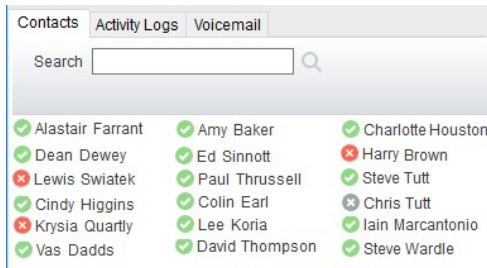 Contacts Activity Logs Voicemail
Search
Alastair Farrant Amy Baker Charlotte Houston
Dean Dewey Ed Sinnott Harry Brown
Lewis Swiatek Paul Thrussell Steve Tutt
Cindy Higgins Colin Earl Chris Tutt
Krysia Quartly Lee Koria Iain Marcantonio
Vas Dadds David Thompson Steve Wardle